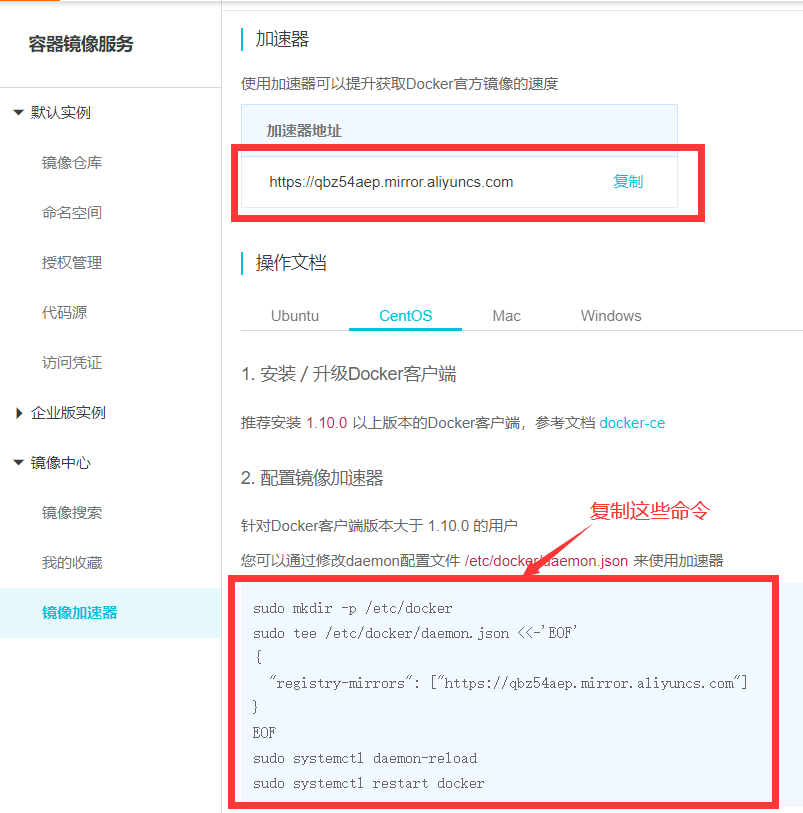 容器镜像服务
默认实例
镜像仓库
命名空间
授权管理
代码源
访问凭证
企业版实例
镜像中心
镜像搜索
我的收藏
镜像加速器
加速器
使用加速器可以提升获取Docker官方镜像的速度
加速器地址
https://qbz54aep.mirror.aliyuncs.com 复制
操作文档
Ubuntu CentOS Mac Windows
1. 安装 / 升级Docker客户端
推荐安装 1.10.0 以上版本的Docker客户端，参考文档 docker-ce
2. 配置镜像加速器
针对Docker客户端版本大于 1.10.0 的用户
复制这些命令
您可以通过修改daemon配置文件 /etc/docker/daemon.json 来使用加速器
sudo mkdir -p /etc/docker
sudo tee /etc/docker/daemon.json <<-'EOF'
{
  "registry-mirrors": ["https://qbz54aep.mirror.aliyuncs.com"]
}
EOF
sudo systemctl daemon-reload
sudo systemctl restart docker